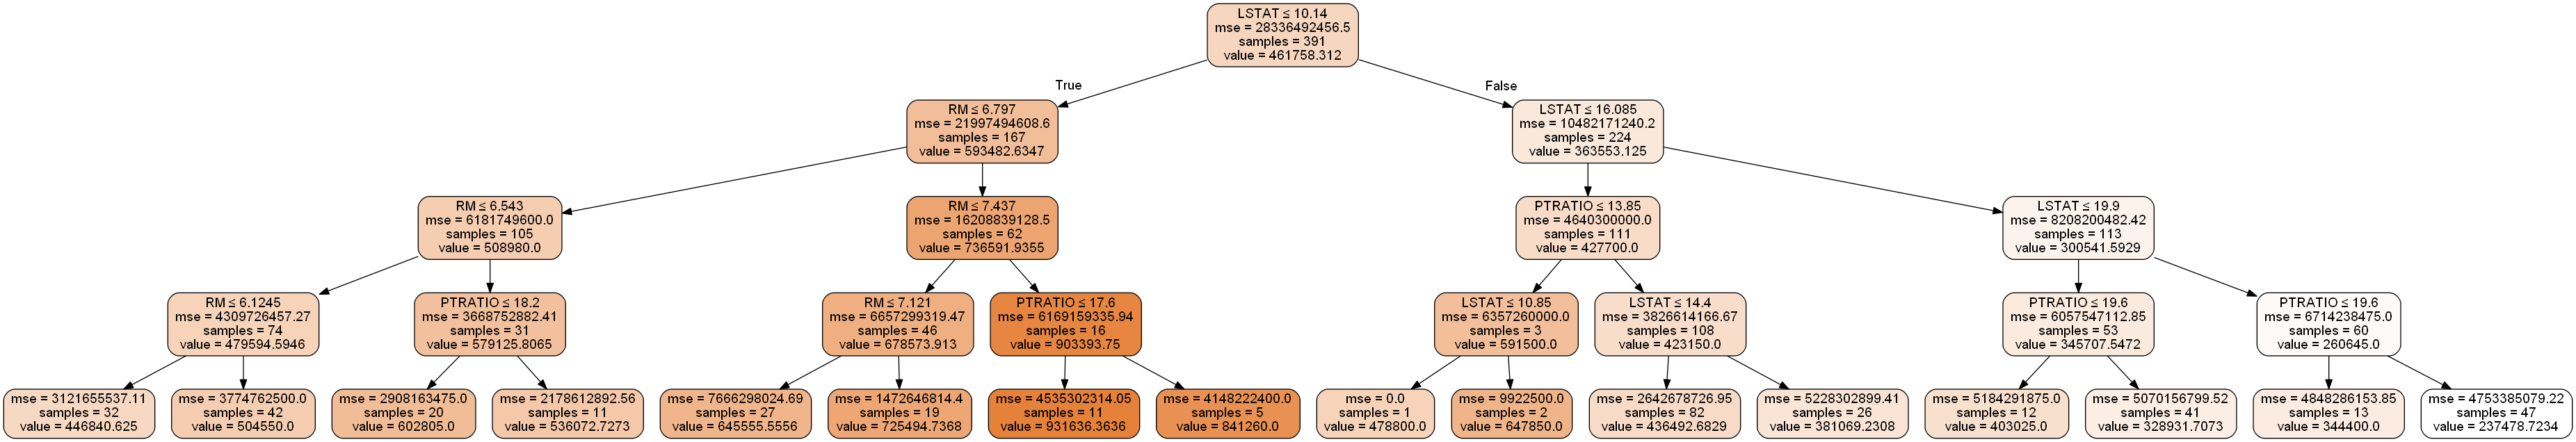 LSTAT ≤ 10.14
mse = 28336492456.5
samples = 391
value = 461758.312
True
False
RM ≤ 6.797
mse = 21997494608.6
samples = 167
value = 593482.6347
LSTAT ≤ 16.085
mse = 10482171240.2
samples = 224
value = 363553.125
RM ≤ 6.543
mse = 6181749600.0
samples = 105
value = 508980.0
RM ≤ 7.437
mse = 16208839128.5
samples = 62
value = 736591.9355
PTRATIO ≤ 13.85
mse = 4640300000.0
samples = 111
value = 427700.0
LSTAT ≤ 19.9
mse = 8208200482.42
samples = 113
value = 300541.5929
RM ≤ 6.1245
mse = 4309726457.27
samples = 74
value = 479594.5946
PTRATIO ≤ 18.2
mse = 3668752882.41
samples = 31
value = 579125.8065
RM ≤ 7.121
mse = 6657299319.47
samples = 46
value = 678573.913
PTRATIO ≤ 17.6
mse = 6169159335.94
samples = 16
value = 903393.75
LSTAT ≤ 10.85
mse = 6357260000.0
samples = 3
value = 591500.0
LSTAT ≤ 14.4
mse = 3826614166.67
samples = 108
value = 423150.0
PTRATIO ≤ 19.6
mse = 6057547112.85
samples = 53
value = 345707.5472
PTRATIO ≤ 19.6
mse = 6714238475.0
samples = 60
value = 260645.0
mse = 3121655537.11
samples = 32
value = 446840.625
mse = 3774762500.0
samples = 42
value = 504550.0
mse = 2908163475.0
samples = 20
value = 602805.0
mse = 2178612892.56
samples = 11
value = 536072.7273
mse = 7666298024.69
samples = 27
value = 645555.5556
mse = 1472646814.4
samples = 19
value = 725494.7368
mse = 4535302314.05
samples = 11
value = 931636.3636
mse = 4148222400.0
samples = 5
value = 841260.0
mse = 0.0
samples = 1
value = 478800.0
mse = 9922500.0
samples = 2
value = 647850.0
mse = 2642678726.95
samples = 82
value = 436492.6829
mse = 5228302899.41
samples = 26
value = 381069.2308
mse = 5184291875.0
samples = 12
value = 403025.0
mse = 5070156799.52
samples = 41
value = 328931.7073
mse = 4848286153.85
samples = 13
value = 344400.0
mse = 4753385079.22
samples = 47
value = 237478.7234